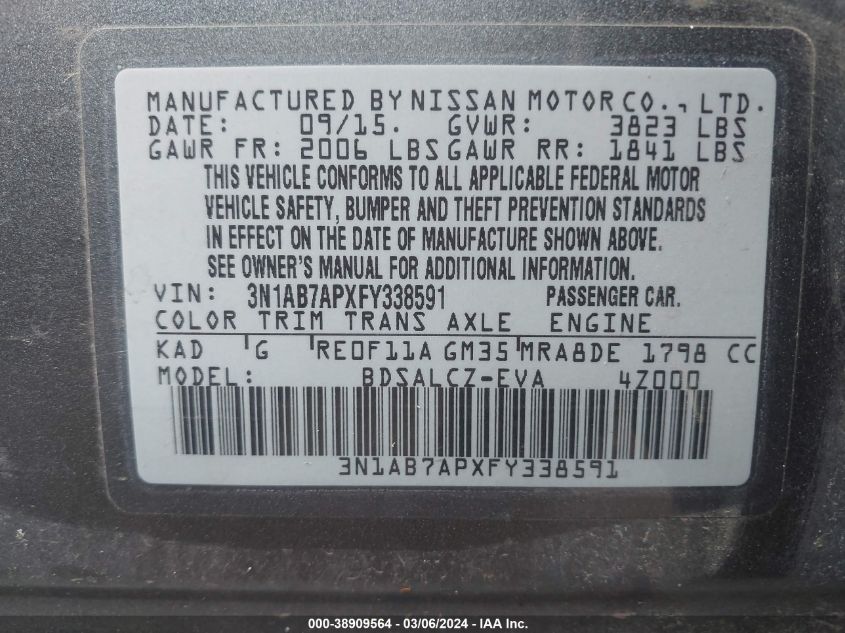 MANUFACTURED BY NISSAN MOTOR CO., LTD.
DATE: 09/15. GVWR: 3823 LBS
GAWR FR: 2006 LBS GAWR RR: 1841 LBS
THIS VEHICLE CONFORMS TO ALL APPLICABLE FEDERAL MOTOR
VEHICLE SAFETY, BUMPER AND THEFT PREVENTION STANDARDS
IN EFFECT ON THE DATE OF MANUFACTURE SHOWN ABOVE.
SEE OWNER'S MANUAL FOR ADDITIONAL INFORMATION.
VIN: 3N1AB7APXFY338591 PASSENGER CAR.
COLOR TRIM TRANS AXLE ENGINE
KAD G RE0F11A GM35 MRA8DE 1798 CC
MODEL: BDSALCZ-EVA 4Z000
3N1AB7APXFY338591
000-38909564 - 03/06/2024 - IAA Inc.